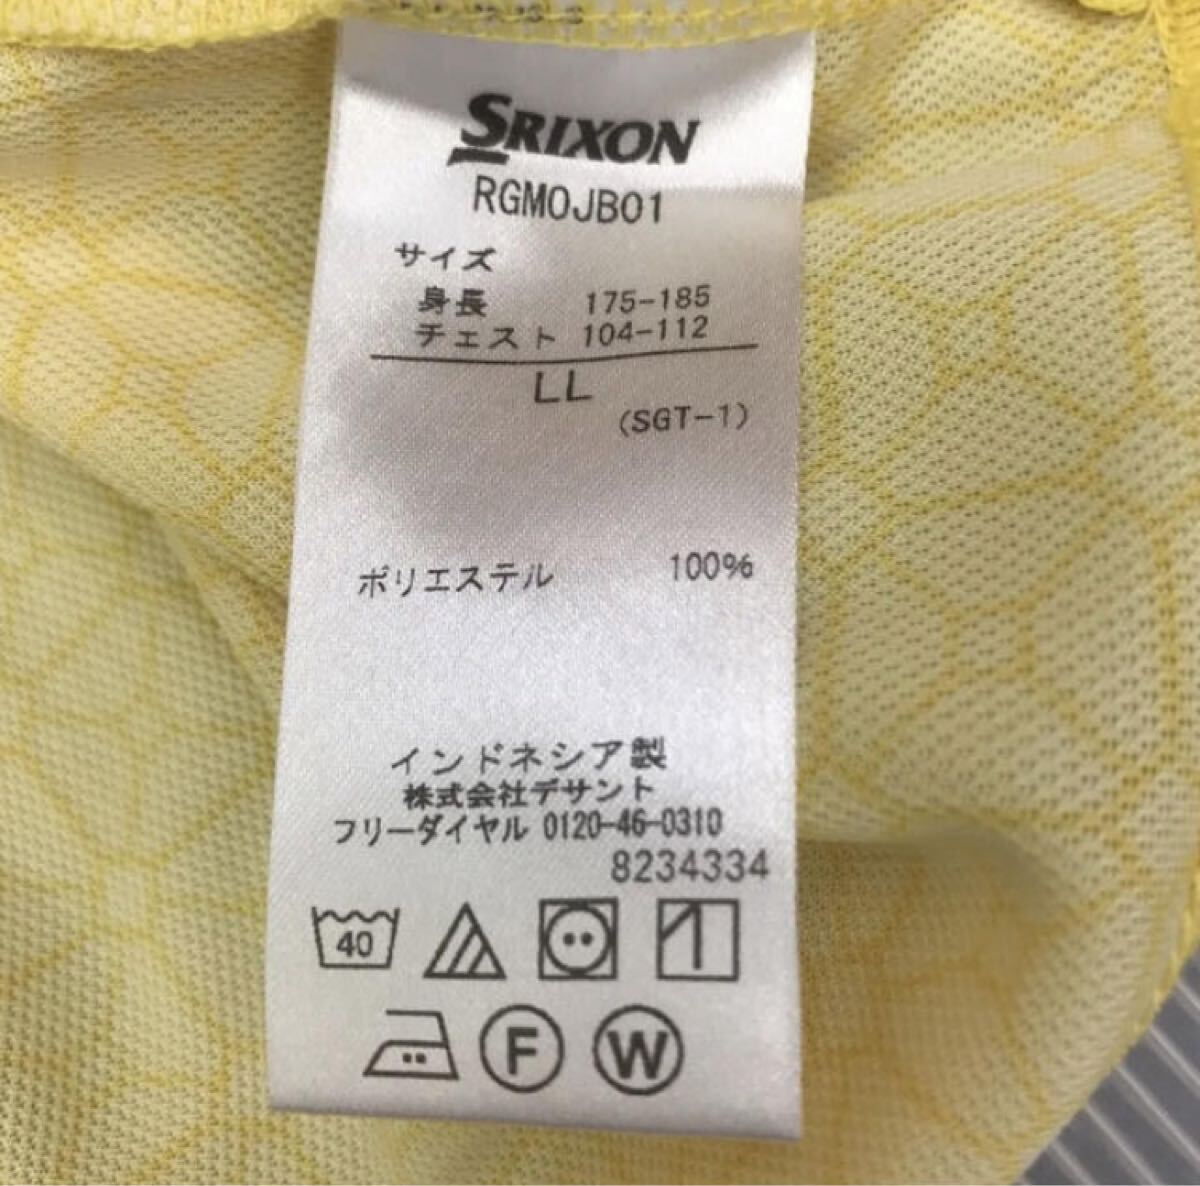 SRIXON
RGM0JB01
サイズ
身長 175-185
チェスト 104-112
LL
(SGT-1)
ポリエステル 100%
インドネシア製
株式会社デサント
フリーダイヤル 0120-46-0310
8234334
40
F W